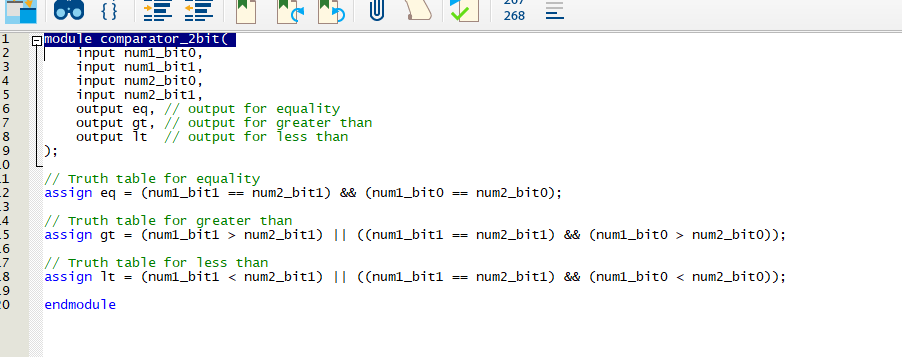 267
268
1 module comparator_2bit(
2 input num1_bit0,
3 input num1_bit1,
4 input num2_bit0,
5 input num2_bit1,
6 output eq, // output for equality
7 output gt, // output for greater than
8 output lt // output for less than
9 );
10
11 // Truth table for equality
12 assign eq = (num1_bit1 == num2_bit1) && (num1_bit0 == num2_bit0);
13
14 // Truth table for greater than
15 assign gt = (num1_bit1 > num2_bit1) || ((num1_bit1 == num2_bit1) && (num1_bit0 > num2_bit0));
16
17 // Truth table for less than
18 assign lt = (num1_bit1 < num2_bit1) || ((num1_bit1 == num2_bit1) && (num1_bit0 < num2_bit0));
19
20 endmodule